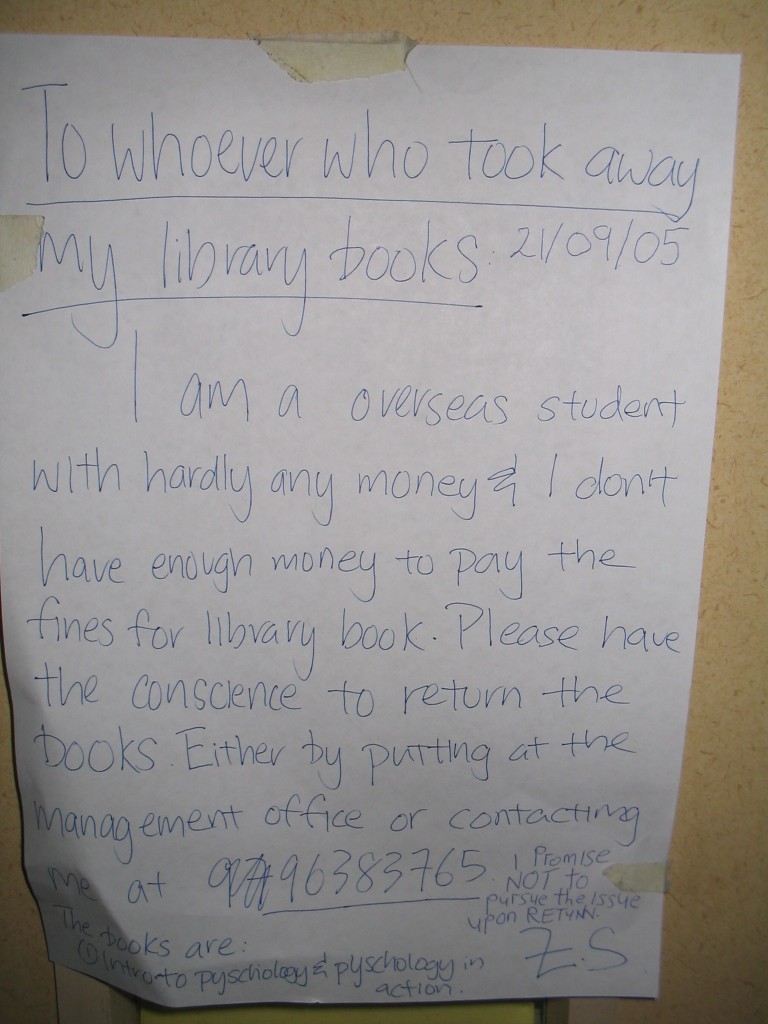 To whoever who took away
my library books: 21/09/05
I am a overseas student
with hardly any money & I don't
have enough money to pay the
fines for library book. Please have
the conscience to return the
books. Either by putting at the
management office or contacting
me at 96383765
I Promise
NOT to
pursue the issue
upon RETURN.
Z.S
The books are:
① Intro to pyschology & pyschology in
action.